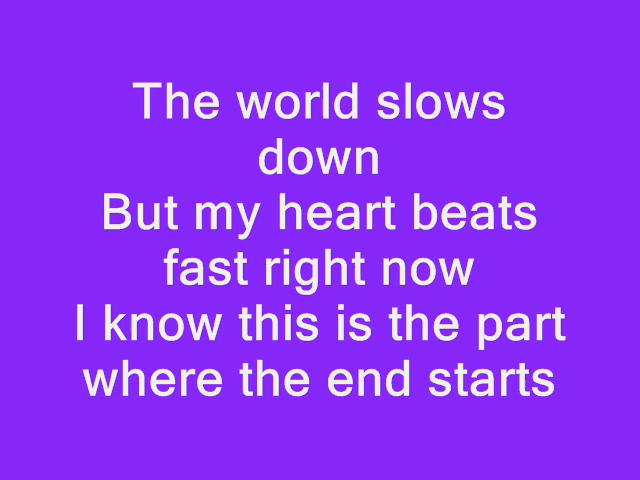 The world slows
down
But my heart beats
fast right now
I know this is the part
where the end starts